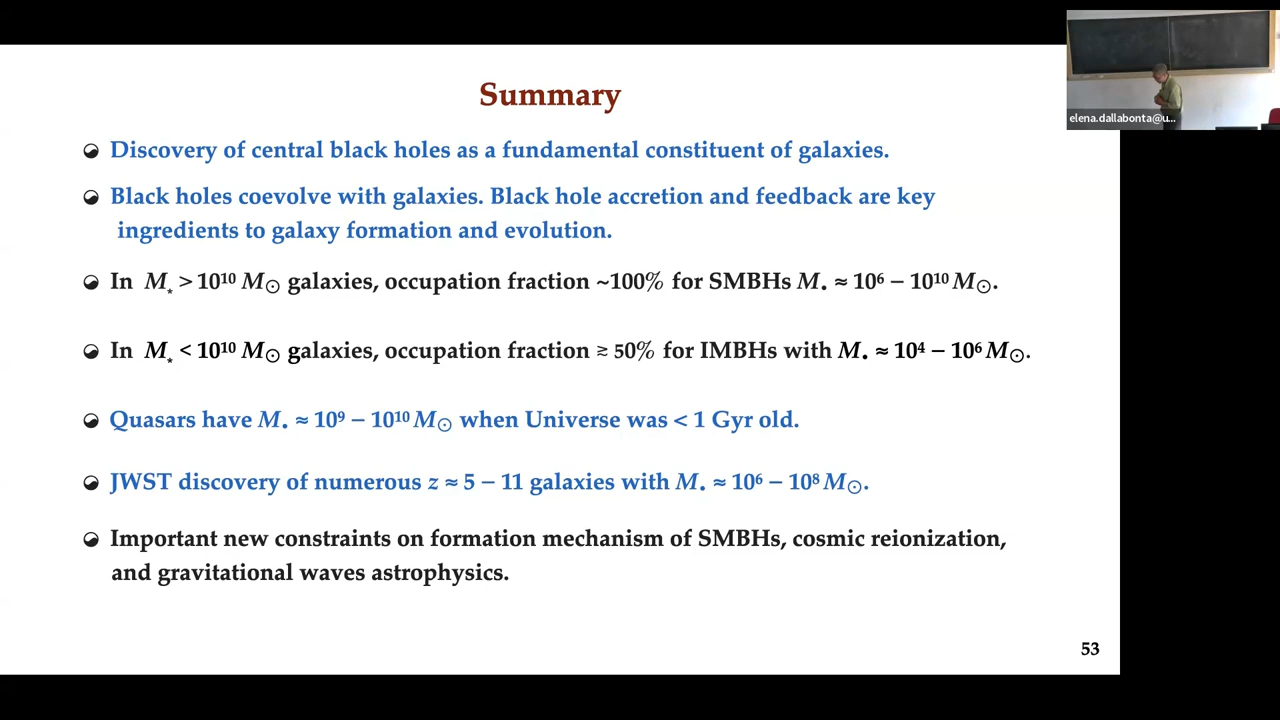 Summary
Discovery of central black holes as a fundamental constituent of galaxies.
Black holes coevolve with galaxies. Black hole accretion and feedback are key
ingredients to galaxy formation and evolution.
In M⋆ > 10¹⁰ M⊙ galaxies, occupation fraction ~100% for SMBHs M• ≈ 10⁶ − 10¹⁰ M⊙.
In M⋆ < 10¹⁰ M⊙ galaxies, occupation fraction ≳ 50% for IMBHs with M• ≈ 10⁴ − 10⁶ M⊙.
Quasars have M• ≈ 10⁹ − 10¹⁰ M⊙ when Universe was < 1 Gyr old.
JWST discovery of numerous z ≈ 5 − 11 galaxies with M• ≈ 10⁶ − 10⁸ M⊙.
Important new constraints on formation mechanism of SMBHs, cosmic reionization,
and gravitational waves astrophysics.
53
elena.dallabonta@u...